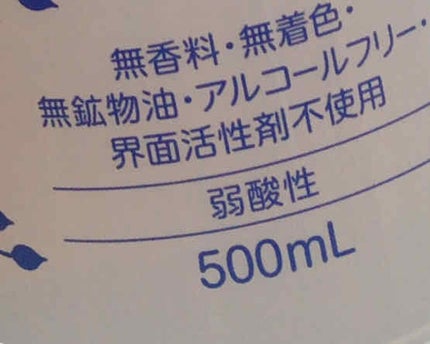 無香料・無着色・
無鉱物油・アルコールフリー・
界面活性剤不使用
弱酸性
500mL